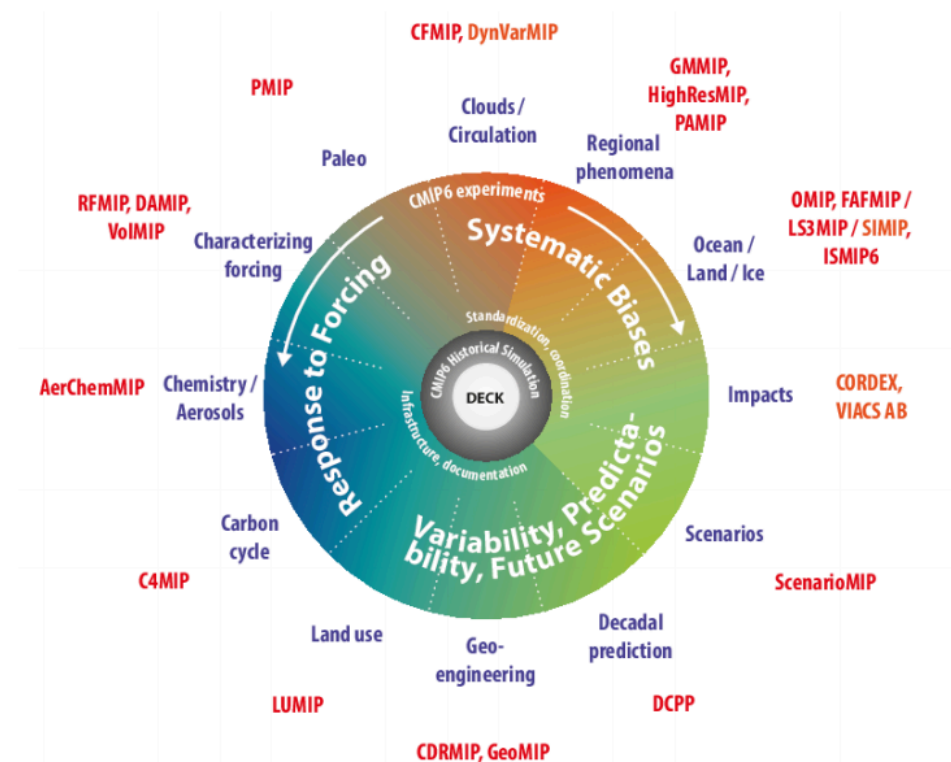 CFMIP, DynVarMIP
GMMIP,
HighResMIP,
PAMIP
PMIP
Clouds /
Circulation
Regional
phenomena
Paleo
RFMIP, DAMIP,
VolMIP
OMIP, FAFMIP /
LS3MIP / SIMIP,
ISMIP6
Characterizing
forcing
Ocean /
Land / Ice
CMIP6 experiments
Systematic Biases
Response to Forcing
Standardization, coordination
CMIP6 Historical Simulation
DECK
Infrastructure, documentation
Variability, Predicta-
bility, Future Scenarios
AerChemMIP
Chemistry /
Aerosols
Impacts
CORDEX,
VIACS AB
Carbon
cycle
Scenarios
C4MIP
ScenarioMIP
Land use
Geo-
engineering
Decadal
prediction
LUMIP
DCPP
CDRMIP, GeoMIP